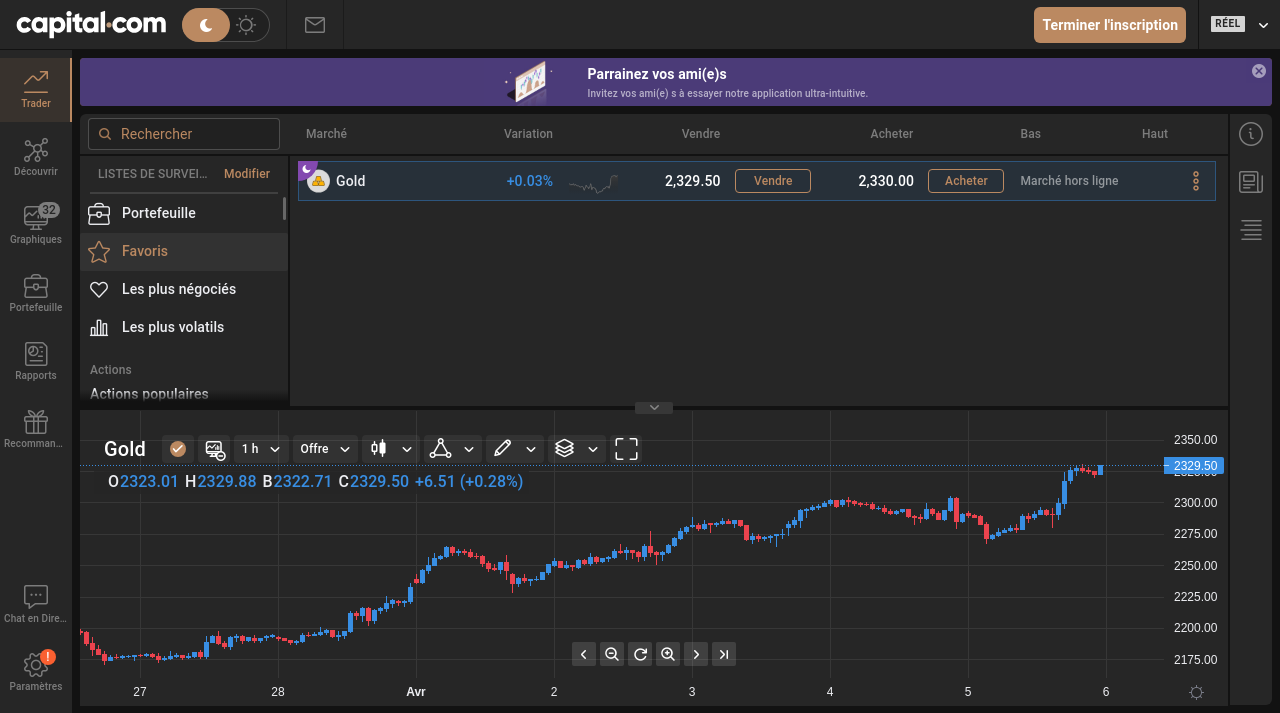 capital.com
Terminer l'inscription
RÉEL
Trader
Découvrir
32
Graphiques
Portefeuille
Rapports
Recomman...
Chat en Dire...
!
Paramètres
Parrainez vos ami(e)s
Invitez vos ami(e) s à essayer notre application ultra-intuitive.
Rechercher
LISTES DE SURVEI... Modifier
Portefeuille
Favoris
Les plus négociés
Les plus volatils
Actions
Actions populaires
Marché Variation Vendre Acheter Bas Haut
Gold +0.03% 2,329.50 Vendre 2,330.00 Acheter Marché hors ligne
Gold 1 h Offre
O2323.01 H2329.88 B2322.71 C2329.50 +6.51 (+0.28%)
2350.00
2329.50
2300.00
2275.00
2250.00
2225.00
2200.00
2175.00
27 28 Avr 2 3 4 5 6